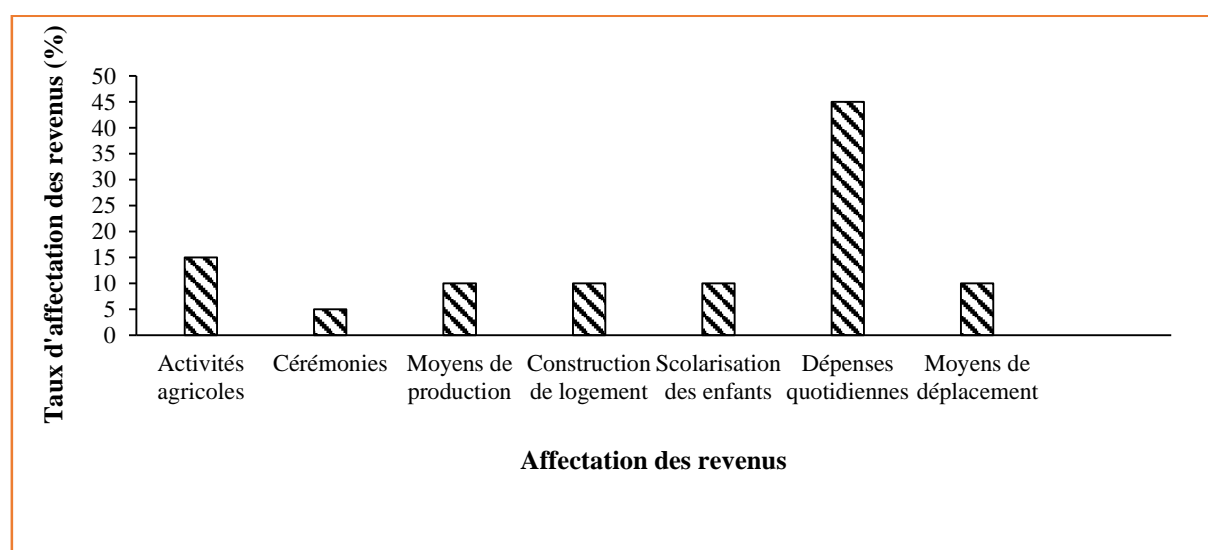 Taux d'affectation des revenus (%)
50
45
40
35
30
25
20
15
10
5
0
Activités agricoles
Cérémonies
Moyens de production
Construction de logement
Scolarisation des enfants
Dépenses quotidiennes
Moyens de déplacement
Affectation des revenus